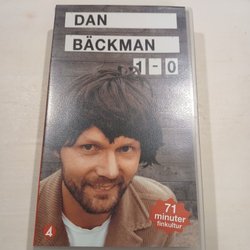 DAN
BÄCKMAN
1-0
71
minuter
finkultur
4